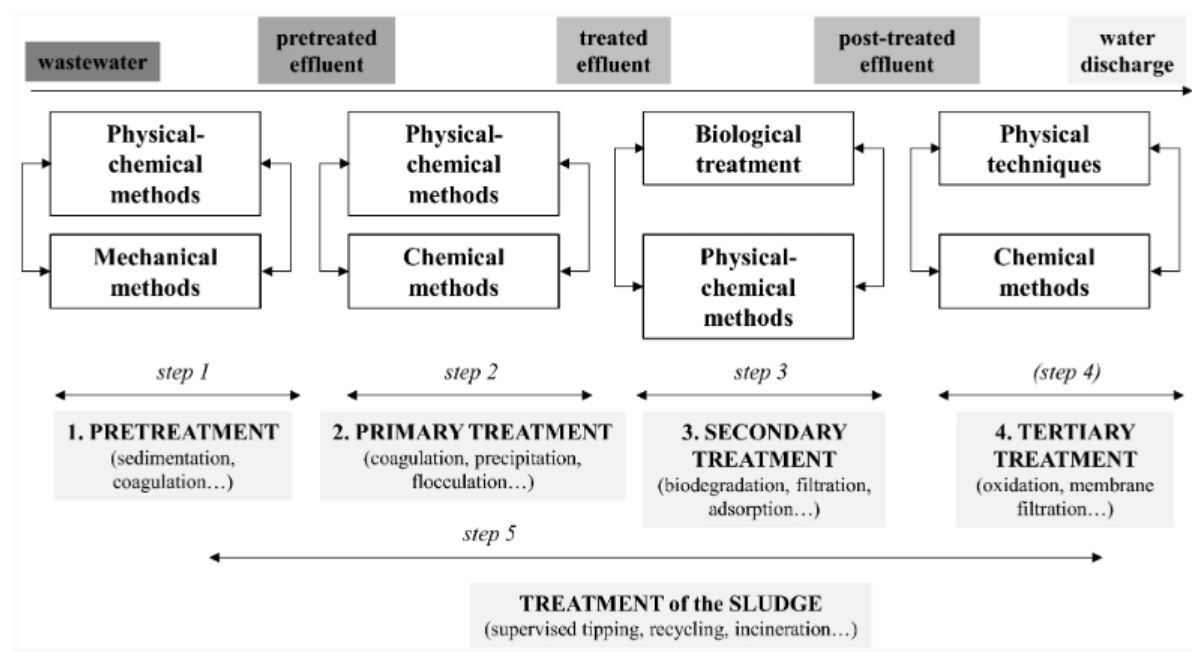 wastewater
pretreated
effluent
treated
effluent
post-treated
effluent
water
discharge
Physical-
chemical
methods
Mechanical
methods
Physical-
chemical
methods
Chemical
methods
Biological
treatment
Physical-
chemical
methods
Physical
techniques
Chemical
methods
step 1
step 2
step 3
(step 4)
1. PRETREATMENT
(sedimentation,
coagulation…)
2. PRIMARY TREATMENT
(coagulation, precipitation,
flocculation…)
3. SECONDARY
TREATMENT
(biodegradation, filtration,
adsorption…)
4. TERTIARY
TREATMENT
(oxidation, membrane
filtration…)
step 5
TREATMENT of the SLUDGE
(supervised tipping, recycling, incineration…)